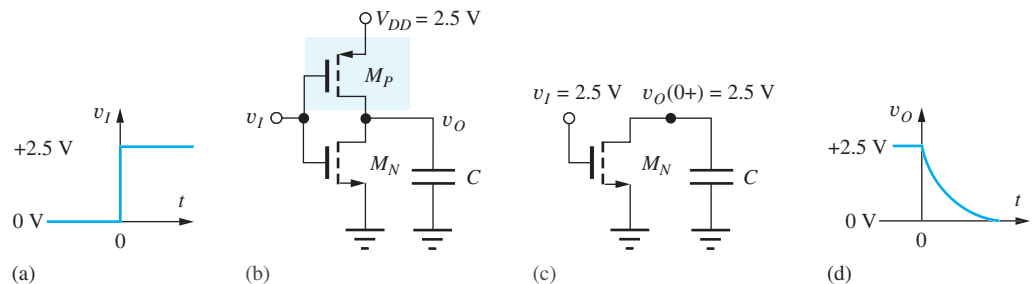 v_I
+2.5 V
0 V
t
0
(a)
V_DD = 2.5 V
M_P
v_I
v_O
M_N
C
(b)
v_I = 2.5 V
v_O(0+) = 2.5 V
M_N
C
(c)
v_O
+2.5 V
0 V
t
0
(d)